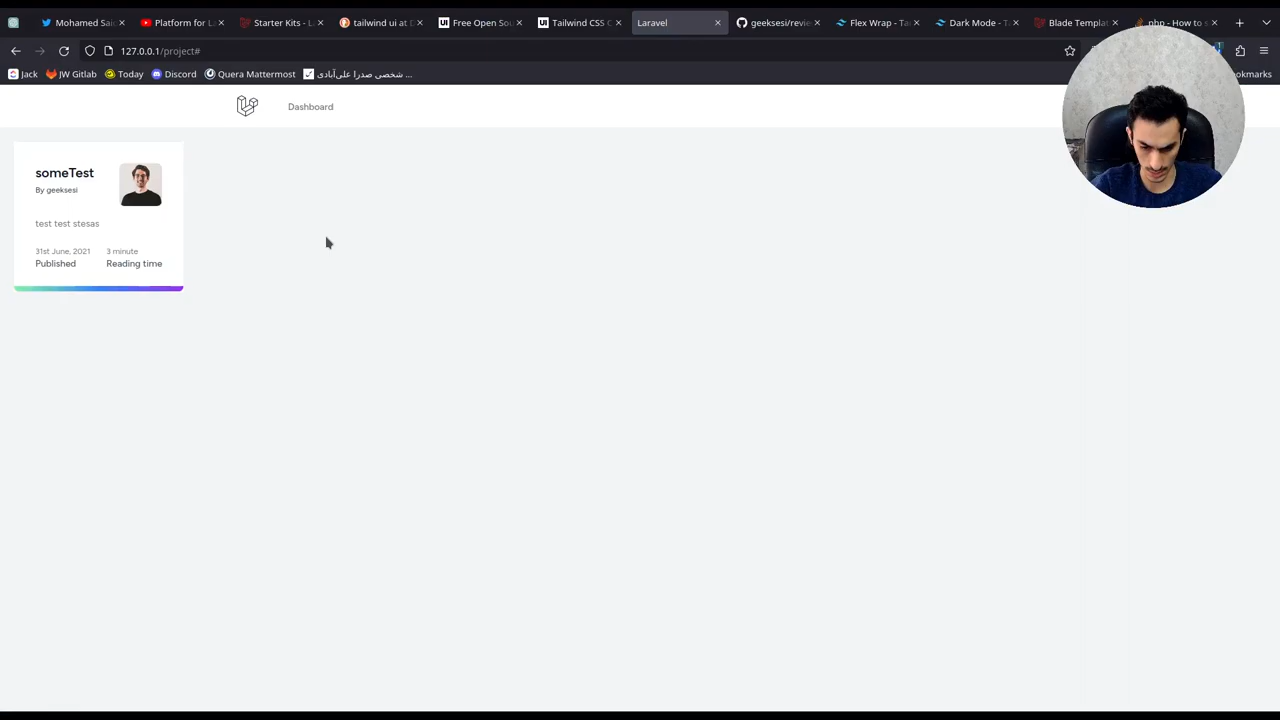 Mohamed Sai
Platform for L
Starter Kits - L
tailwind ui at D
UI Free Open Sou
UI Tailwind CSS C
Laravel
geeksesi/revie
Flex Wrap - Ta
Dark Mode - T
Blade Templat
php - How to s
127.0.0.1/project#
Jack
JW Gitlab
Today
Discord
Quera Mattermost
شخصی صدرا علی‌آبادی ...
okmarks
Dashboard
someTest
By geeksesi
test test stesas
31st June, 2021 3 minute
Published Reading time